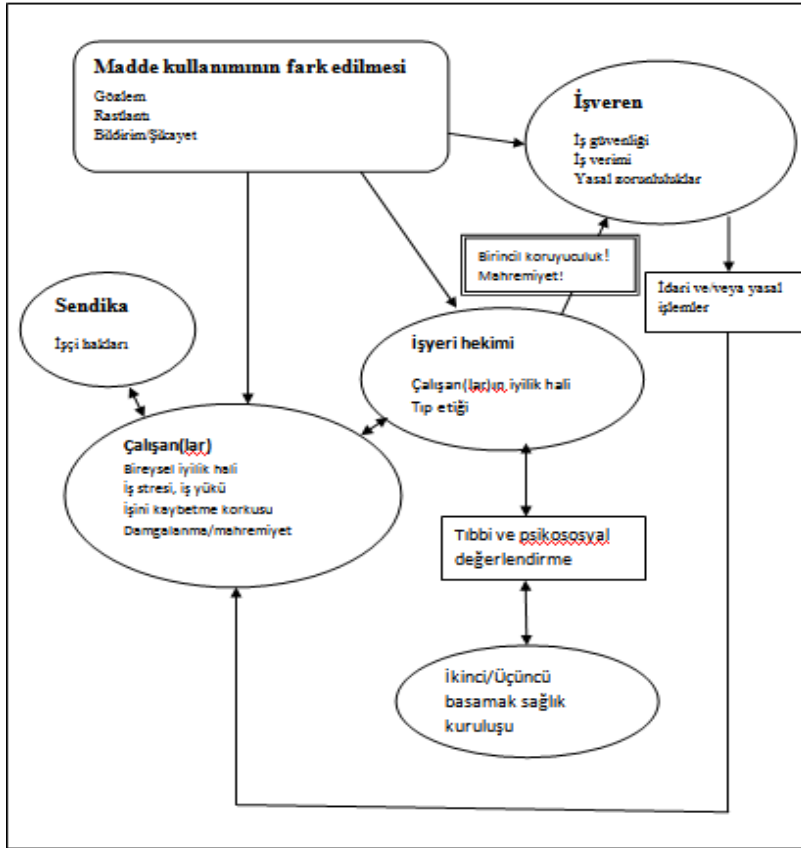 Madde kullanımının fark edilmesi
Gözlem
Rastlantı
Bildirim/Şikayet
İşveren
İş güvenliği
İş verimi
Yasal zorunluluklar
Birincil koruyuculuk!
Mahremiyet!
İdari ve/veya yasal
işlemler
Sendika
İşçi hakları
İşyeri hekimi
Çalışan(lar)ın iyilik hali
Tıp etiği
Çalışan(lar)
Bireysel iyilik hali
İş stresi, iş yükü
İşini kaybetme korkusu
Damgalanma/mahremiyet
Tıbbi ve psikososyal
değerlendirme
İkinci/Üçüncü
basamak sağlık
kuruluşu